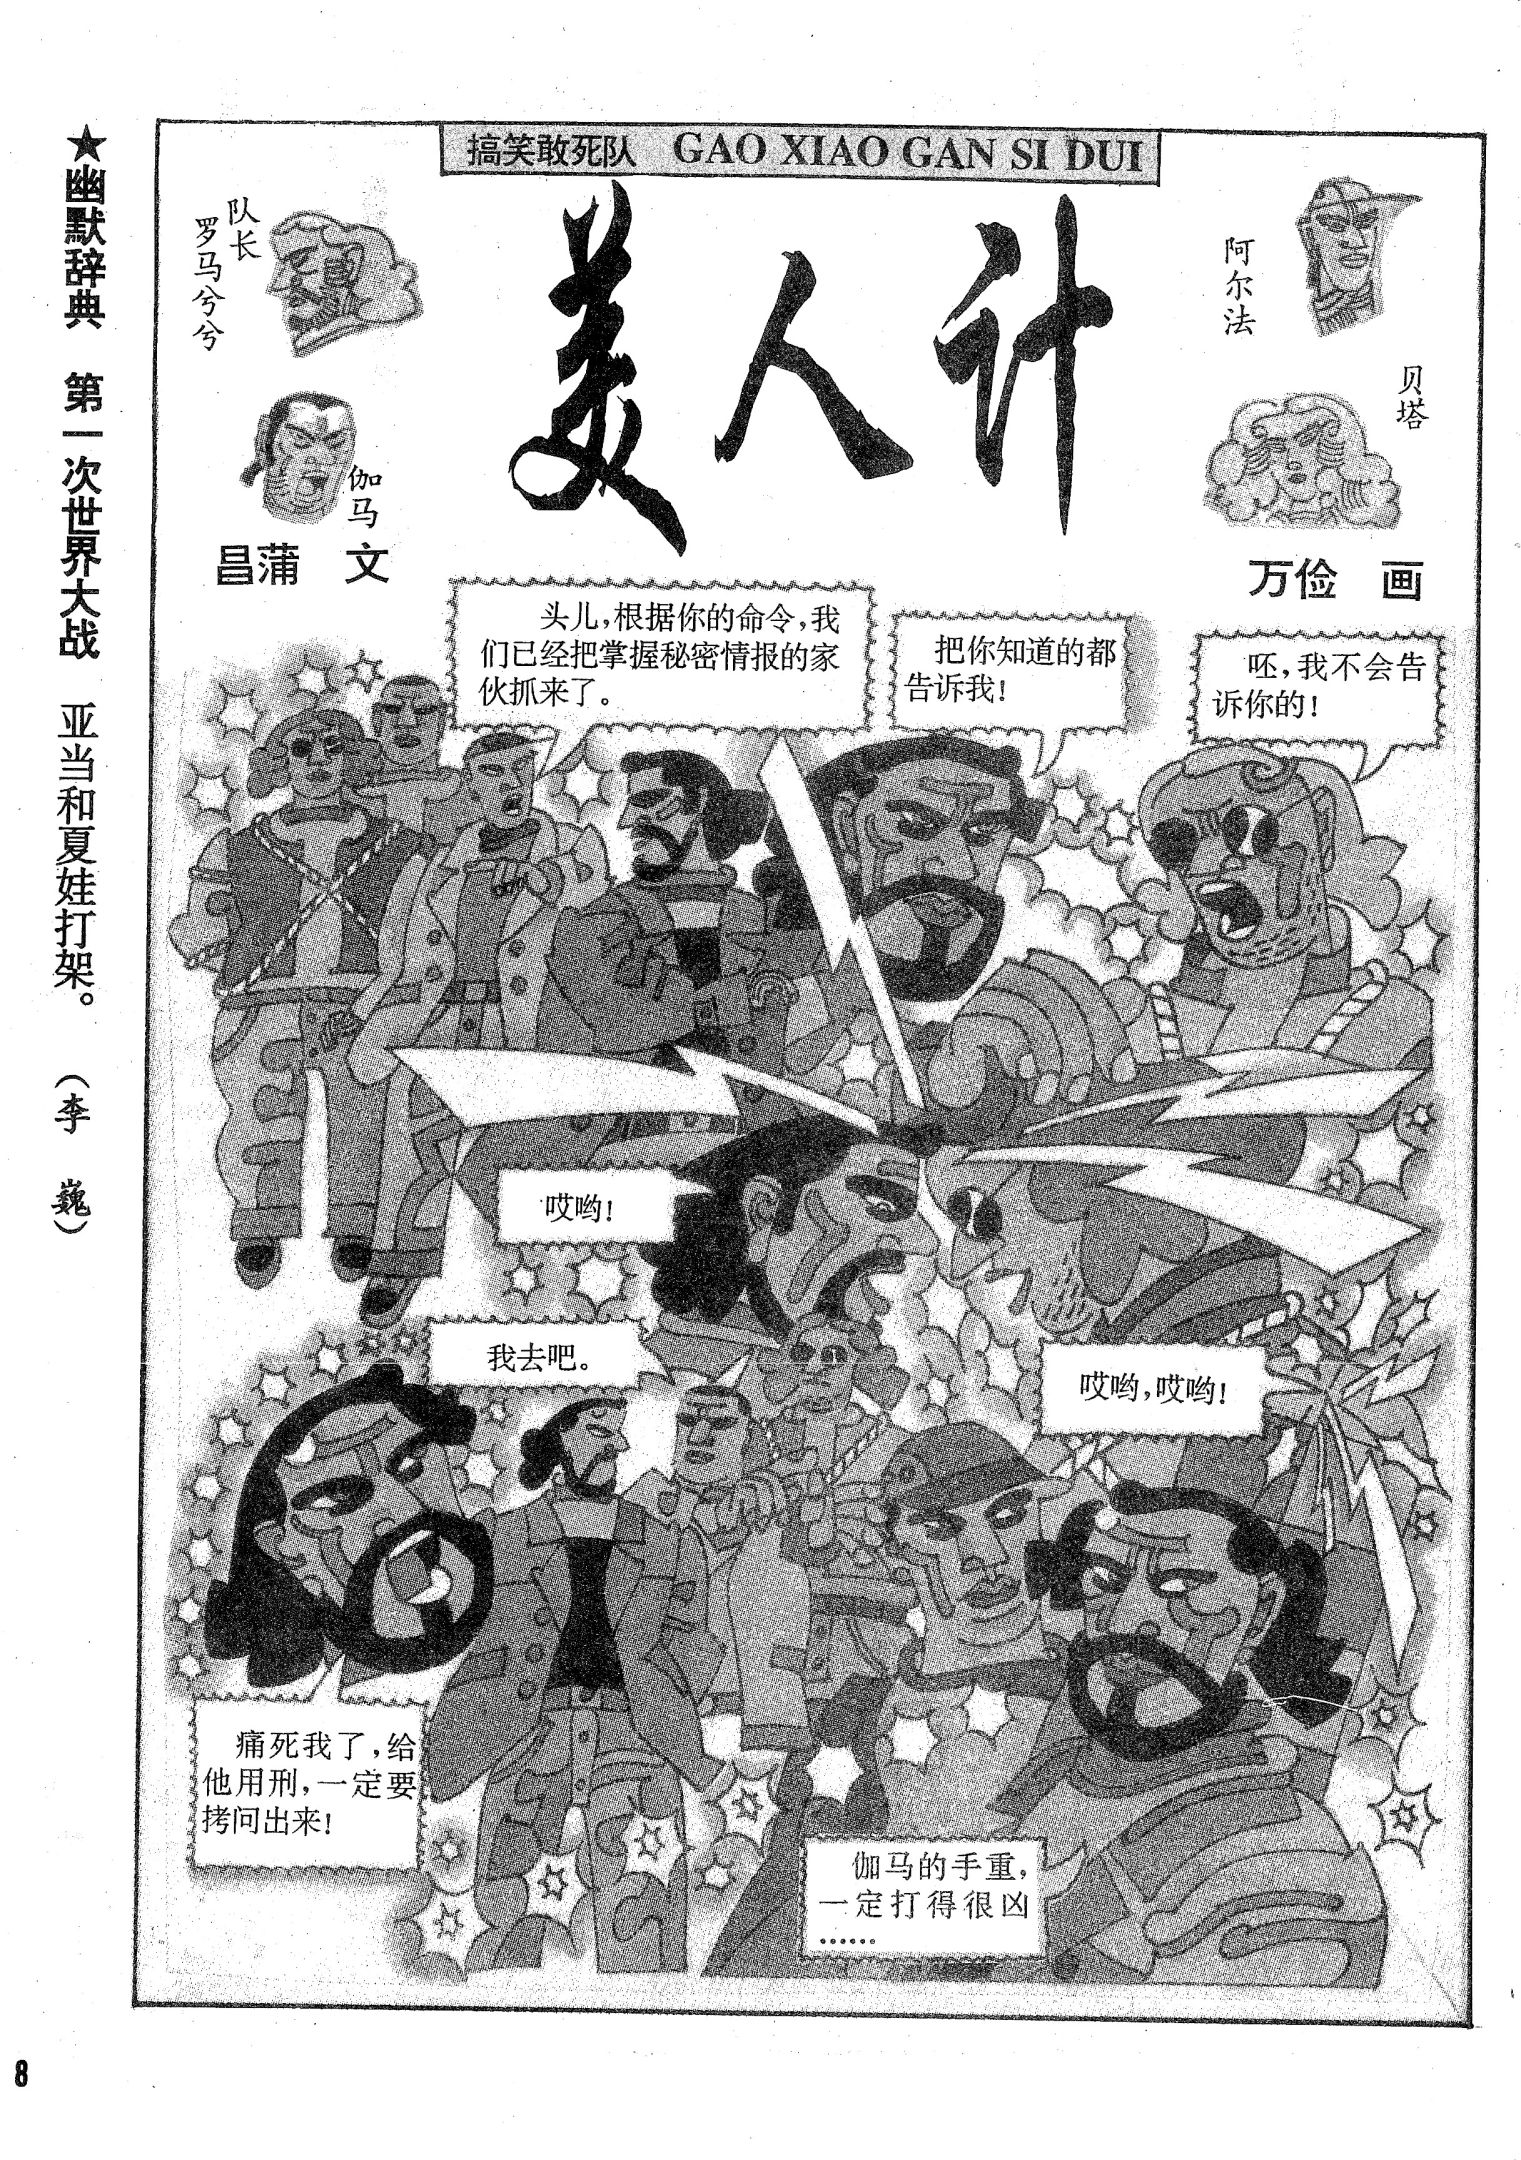 ★幽默辞典　第一次世界大战　亚当和夏娃打架。　（李　巍）
搞笑敢死队　GAO XIAO GAN SI DUI
美人计
队长
罗马兮兮
伽马
阿尔法
贝塔
昌蒲　文
万俭　画
头儿，根据你的命令，我
们已经把掌握秘密情报的家
伙抓来了。
把你知道的都
告诉我！
呸，我不会告
诉你的！
哎哟！
我去吧。
哎哟，哎哟！
痛死我了，给
他用刑，一定要
拷问出来！
伽马的手重，
一定打得很凶
……
8